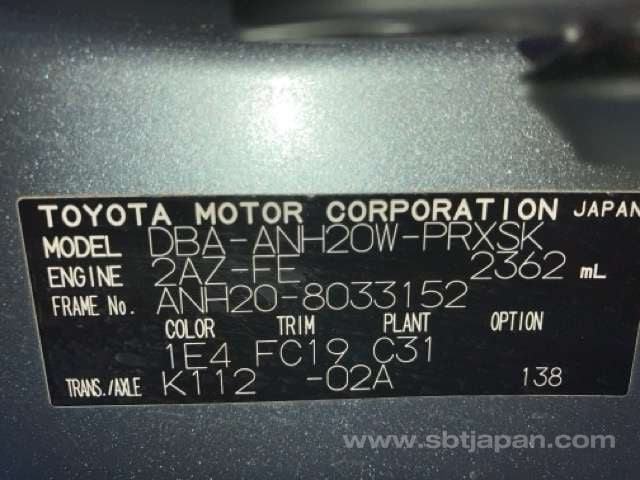 TOYOTA MOTOR CORPORATION JAPAN
MODEL DBA-ANH20W-PRXSK
ENGINE 2AZ-FE 2362 mL
FRAME No. ANH20-8033152
COLOR TRIM PLANT OPTION
1E4 FC19 C31
TRANS./AXLE K112 -02A 138
www.sbtjapan.com